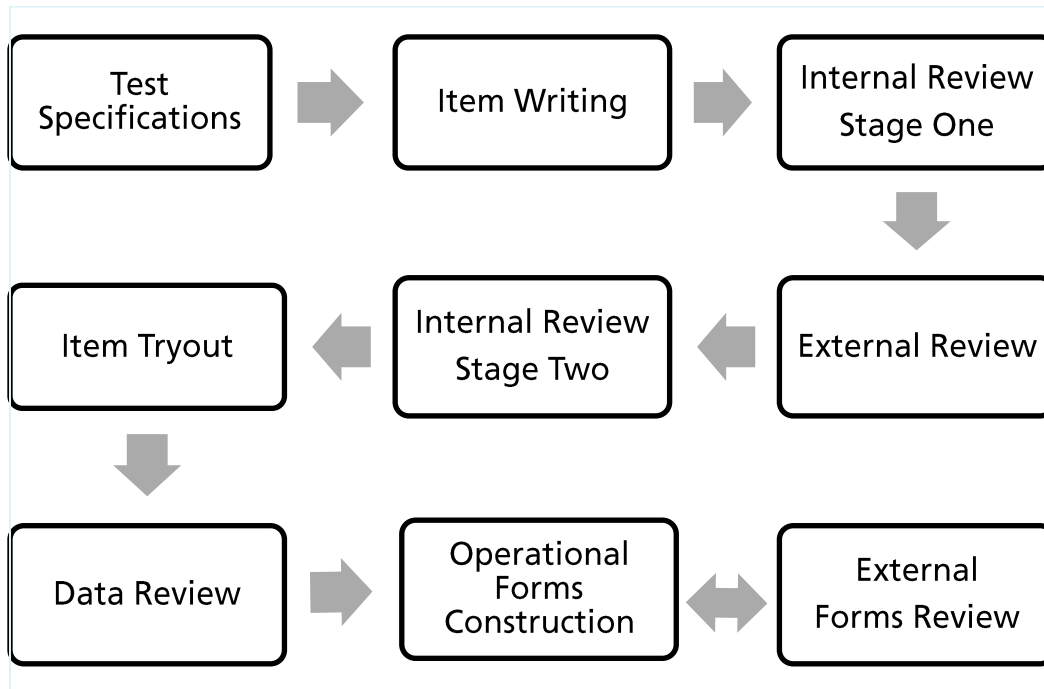 Test
Specifications
Item Writing
Internal Review
Stage One
External Review
Internal Review
Stage Two
Item Tryout
Data Review
Operational
Forms
Construction
External
Forms Review